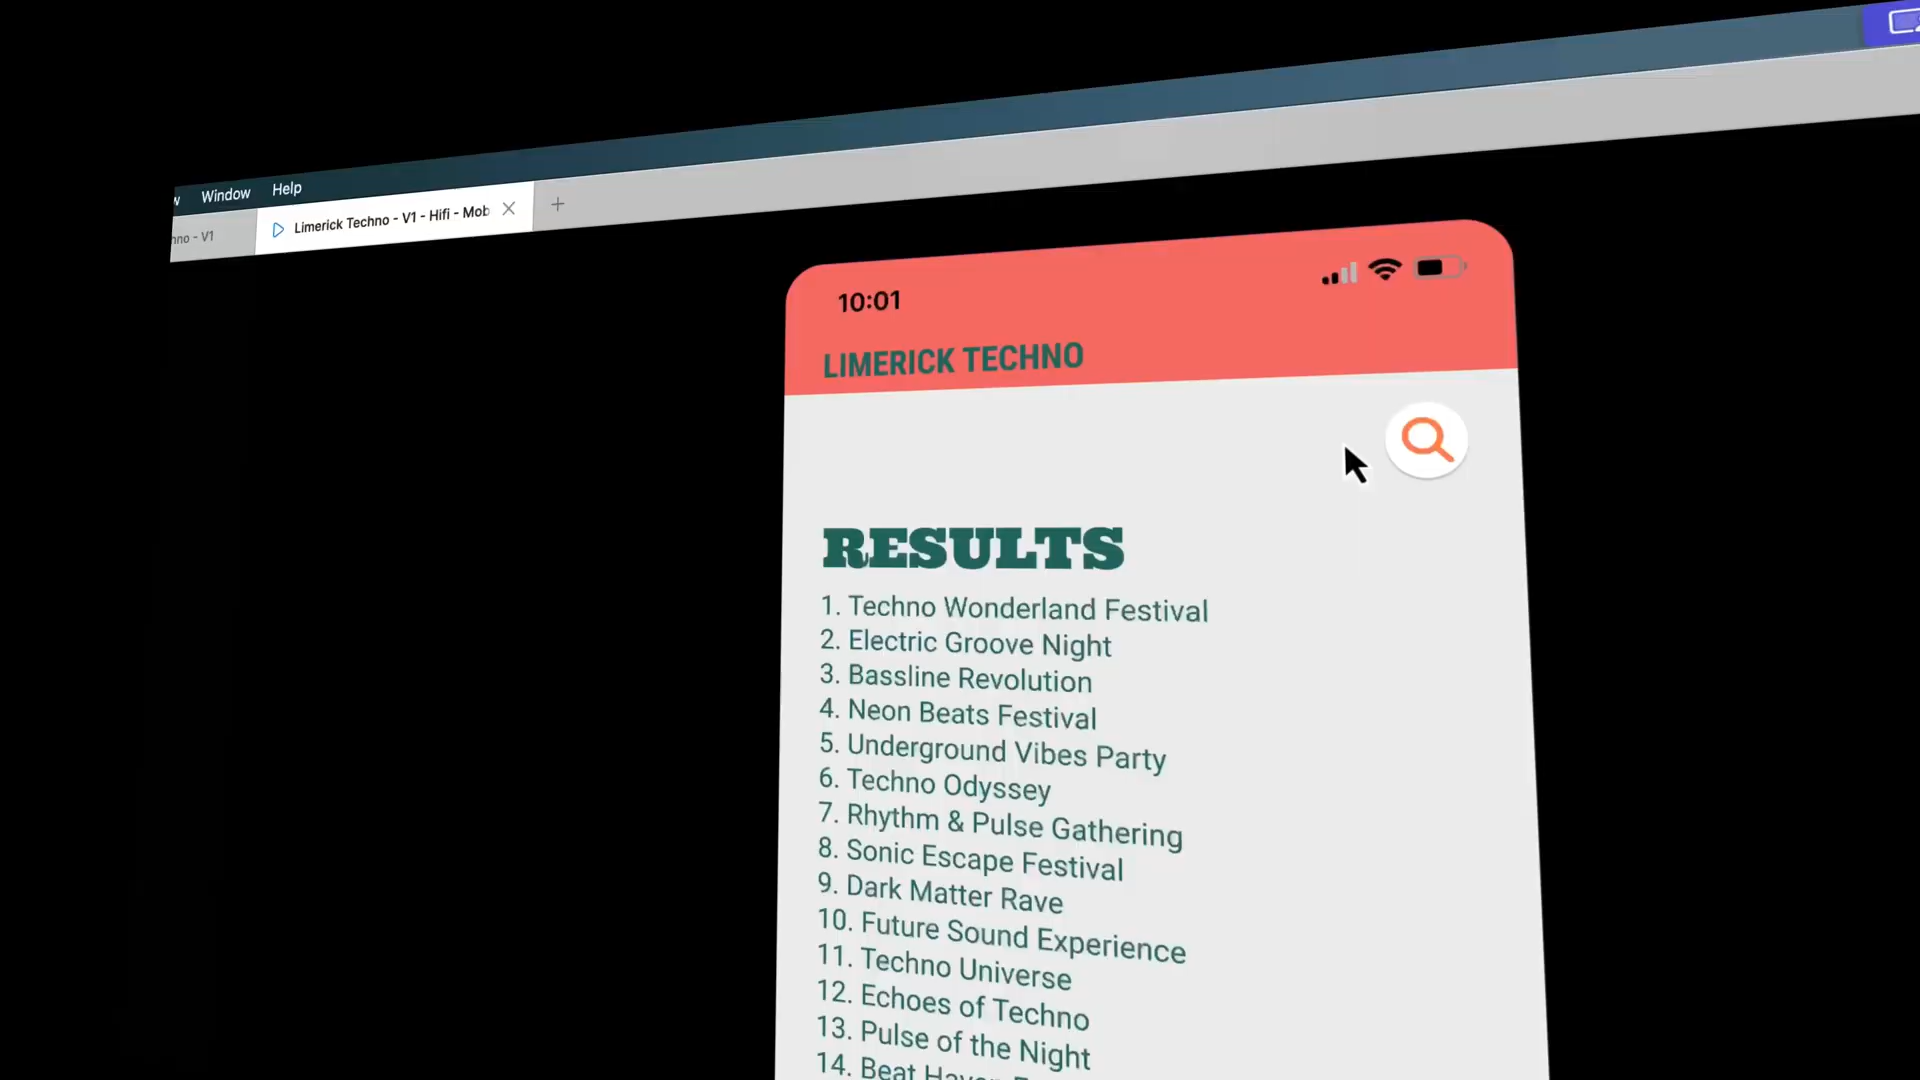 Window Help
Limerick Techno - V1 - Hifi - Mob
10:01
LIMERICK TECHNO
RESULTS
1. Techno Wonderland Festival
2. Electric Groove Night
3. Bassline Revolution
4. Neon Beats Festival
5. Underground Vibes Party
6. Techno Odyssey
7. Rhythm & Pulse Gathering
8. Sonic Escape Festival
9. Dark Matter Rave
10. Future Sound Experience
11. Techno Universe
12. Echoes of Techno
13. Pulse of the Night
14. Beat